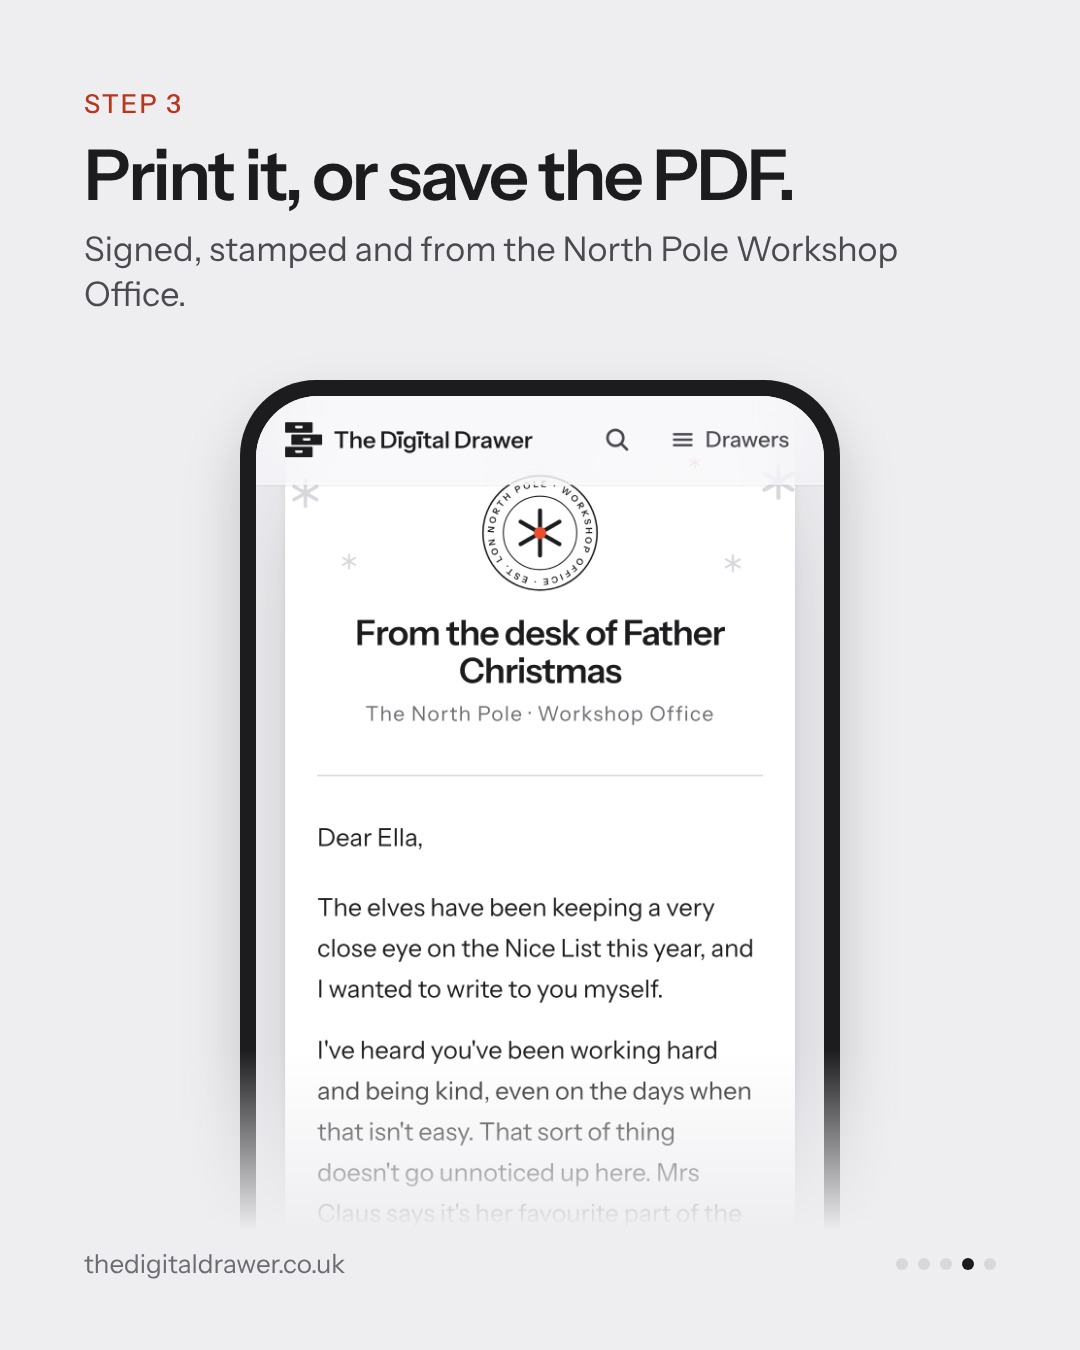 STEP 3
Print it, or save the PDF.
Signed, stamped and from the North Pole Workshop
Office.
The Digital Drawer
Drawers
NORTH POLE · WORKSHOP OFFICE · EST. LON
From the desk of Father
Christmas
The North Pole · Workshop Office
Dear Ella,
The elves have been keeping a very
close eye on the Nice List this year, and
I wanted to write to you myself.
I've heard you've been working hard
and being kind, even on the days when
that isn't easy. That sort of thing
doesn't go unnoticed up here. Mrs
Claus says it's her favourite part of the
thedigitaldrawer.co.uk